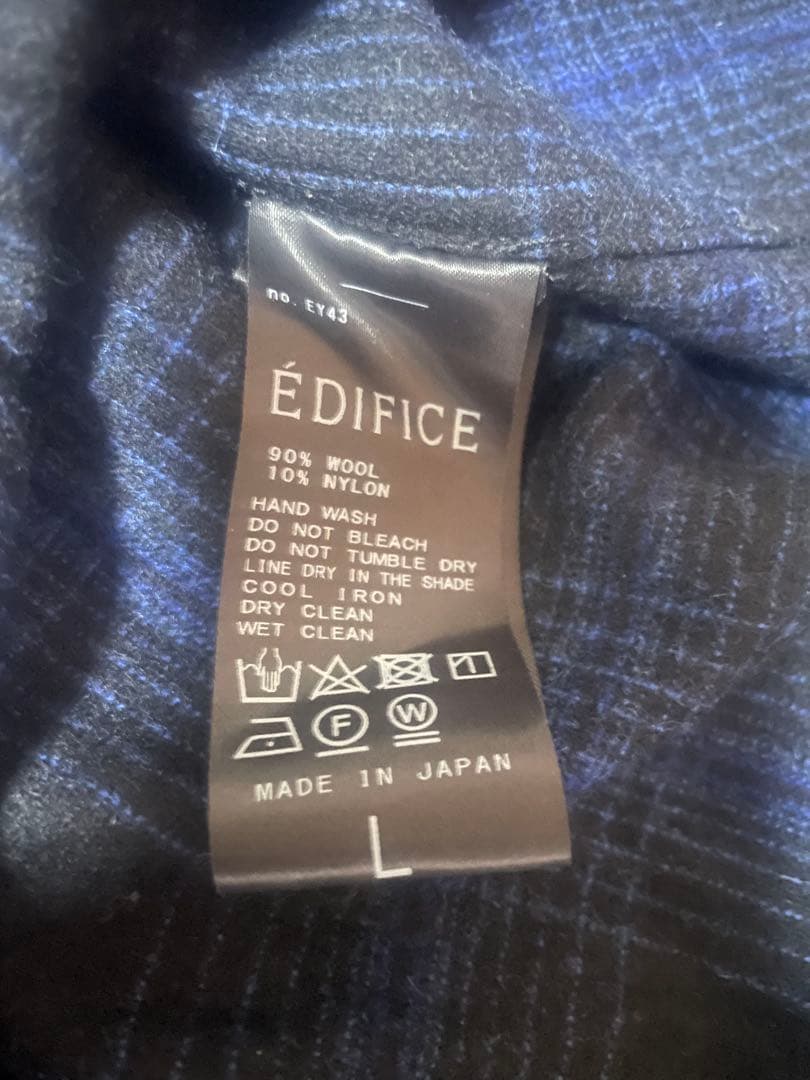 no. EY43
ÉDIFICE
90% WOOL
10% NYLON
HAND WASH
DO NOT BLEACH
DO NOT TUMBLE DRY
LINE DRY IN THE SHADE
COOL IRON
DRY CLEAN
WET CLEAN
F W
MADE IN JAPAN
L